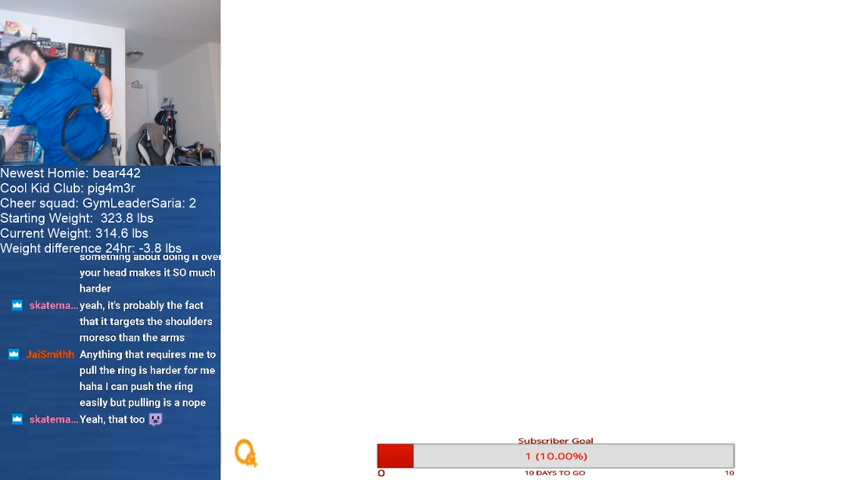 Newest Homie: bear442
Cool Kid Club: pig4m3r
Cheer squad: GymLeaderSaria: 2
Starting Weight: 323.8 lbs
Current Weight: 314.6 lbs
Weight difference 24hr: -3.8 lbs
something about doing it over
your head makes it SO much
harder
skatema... yeah, it's probably the fact
that it targets the shoulders
moreso than the arms
JaiSmithh Anything that requires me to
pull the ring is harder for me
haha I can push the ring
easily but pulling is a nope
skatema... Yeah, that too
Subscriber Goal
1 (10.00%)
0 10 DAYS TO GO 10